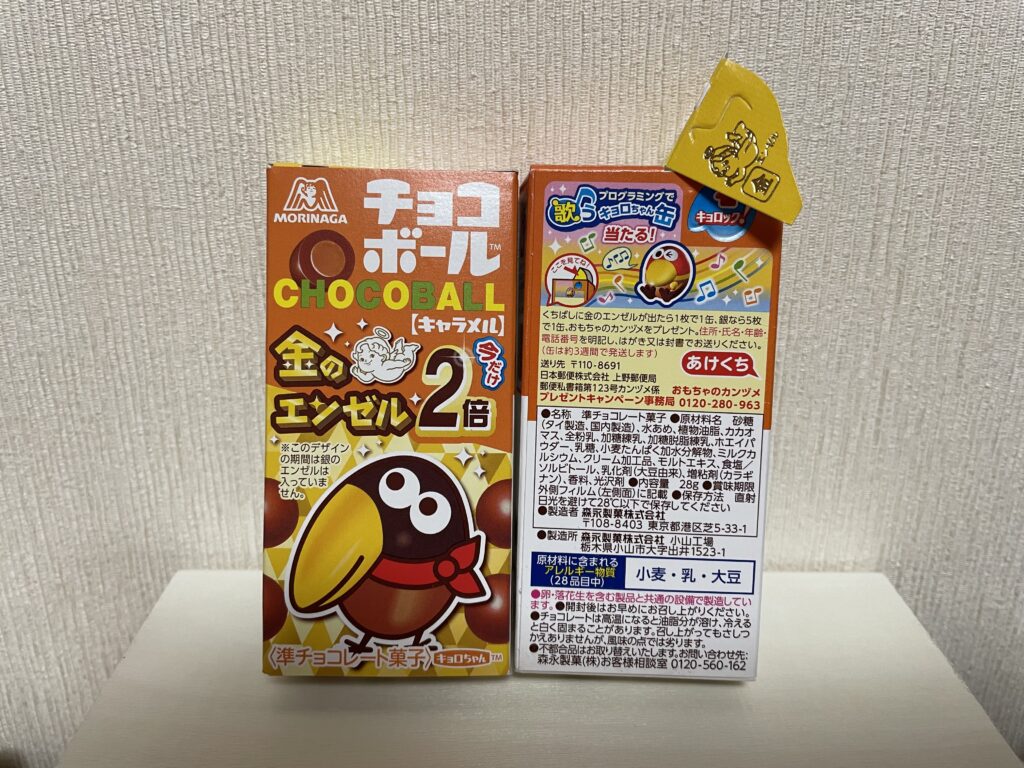 MORINAGA
チョコ
ボール™
CHOCOBALL
【キャラメル】
金の
エンゼル
今だけ
2倍
※このデザイン
の期間は銀の
エンゼルは
入っていま
せん。
〈準チョコレート菓子〉
キョロちゃん™
歌う
プログラミングで
キョロちゃん缶
当たる!
キョロック!
ここを見てね!
くちばしに金のエンゼルが出たら1枚で1缶、銀なら5枚
で1缶、おもちゃのカンヅメをプレゼント。住所・氏名・年齢・
電話番号を明記し、はがき又は封書でお送りください。
(缶は約3週間で発送します)
あけくち
送り先 〒110-8691
日本郵便株式会社 上野郵便局
郵便私書箱第123号カンヅメ係
おもちゃのカンヅメ
プレゼントキャンペーン事務局 0120-280-963
●名称 準チョコレート菓子 ●原材料名 砂糖
(タイ製造、国内製造)、水あめ、植物油脂、カカオ
マス、全粉乳、加糖練乳、加糖脱脂練乳、ホエイパ
ウダー、乳糖、小麦たんぱく加水分解物、ミルクカ
ルシウム、クリーム加工品、モルトエキス、食塩/
ソルビトール、乳化剤(大豆由来)、増粘剤(カラギ
ナン)、香料、光沢剤 ●内容量 28g ●賞味期限
外側フィルム(左側面)に記載 ●保存方法 直射
日光を避けて28℃以下で保存してください
●製造者 森永製菓株式会社
〒108-8403 東京都港区芝5-33-1
●製造所 森永製菓株式会社 小山工場
栃木県小山市大字出井1523-1
原材料に含まれる
アレルギー物質
(28品目中)
小麦・乳・大豆
●卵・落花生を含む製品と共通の設備で製造してい
ます。●開封後はお早めにお召し上がりください。
●チョコレートは高温になると油脂分が溶け、冷える
と白く固まることがあります。召し上がってもさしつ
かえありませんが、風味の点では劣ります。
●不都合品はお取り替えいたします。お問い合わせ先:
森永製菓(株)お客様相談室 0120-560-162
金